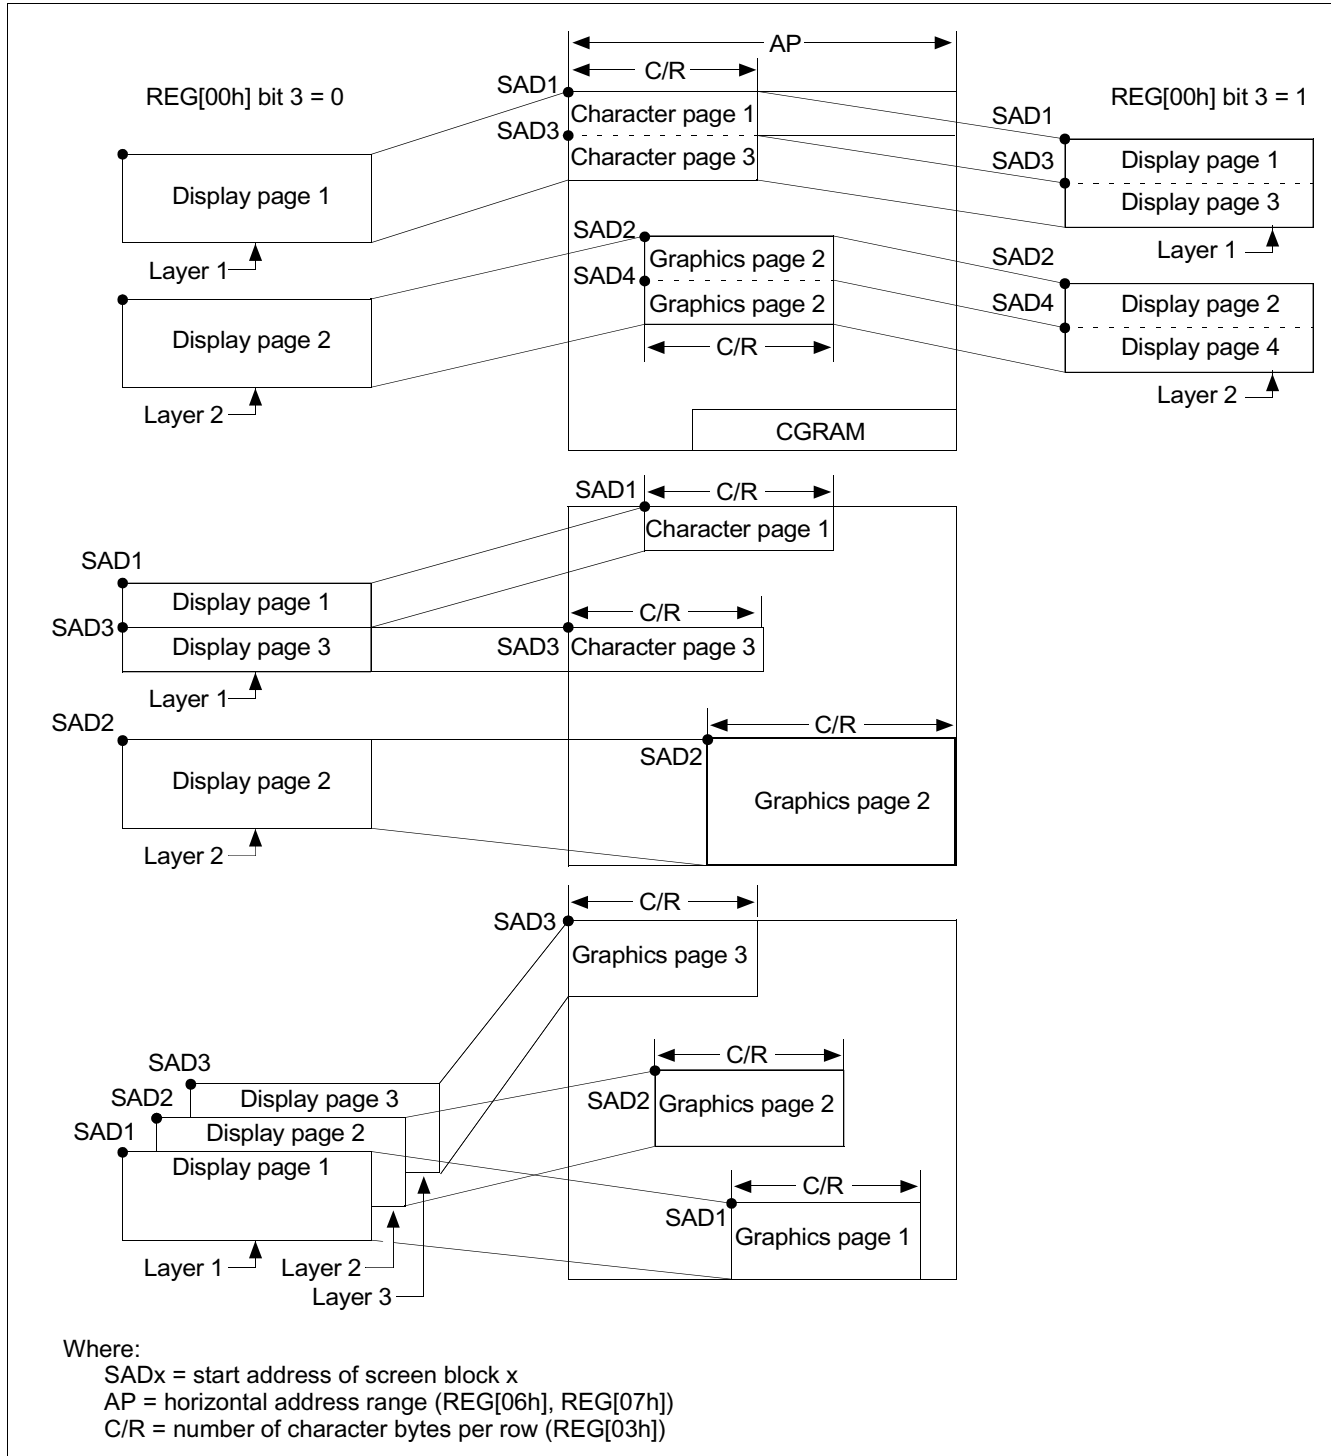 AP
C/R
REG[00h] bit 3 = 0
SAD1
REG[00h] bit 3 = 1
Character page 1
SAD1
SAD3
Character page 3
SAD3
Display page 1
Display page 1
Display page 3
Layer 1
SAD2
Graphics page 2
Layer 1
SAD2
SAD4
Graphics page 2
SAD4
Display page 2
Display page 2
C/R
Display page 4
Layer 2
Layer 2
CGRAM
SAD1
C/R
Character page 1
SAD1
Display page 1
C/R
SAD3
Display page 3
SAD3
Character page 3
Layer 1
SAD2
C/R
SAD2
Display page 2
Graphics page 2
Layer 2
C/R
SAD3
Graphics page 3
C/R
SAD3
SAD2
Display page 3
SAD2
Graphics page 2
SAD1
Display page 2
Display page 1
C/R
SAD1
Graphics page 1
Layer 1
Layer 2
Layer 3
Where:
SADx = start address of screen block x
AP = horizontal address range (REG[06h], REG[07h])
C/R = number of character bytes per row (REG[03h])